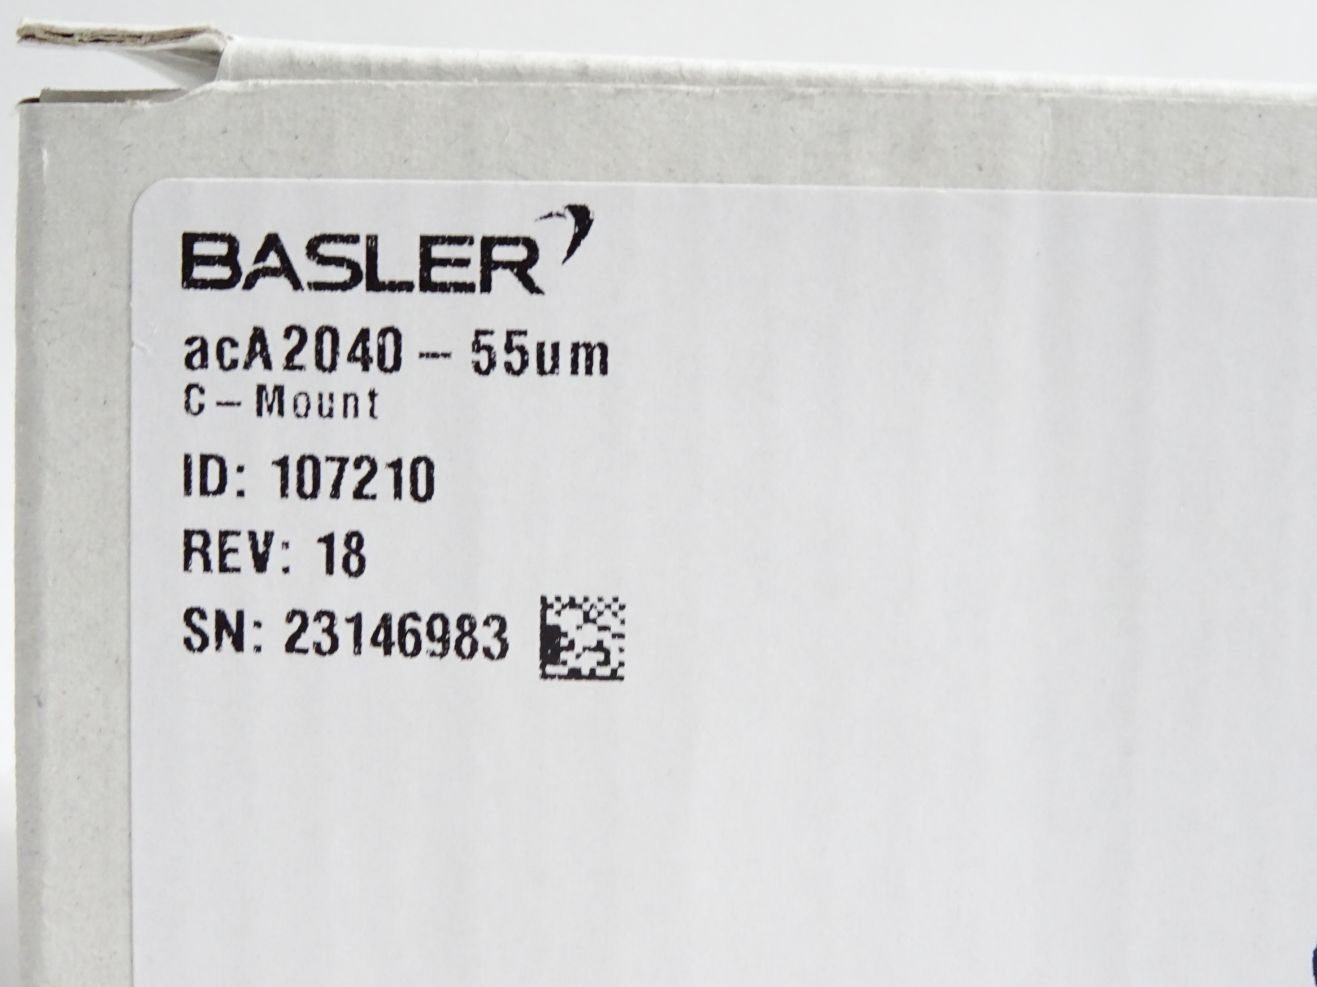 BASLER
acA2040-55um
C-Mount
ID: 107210
REV: 18
SN: 23146983